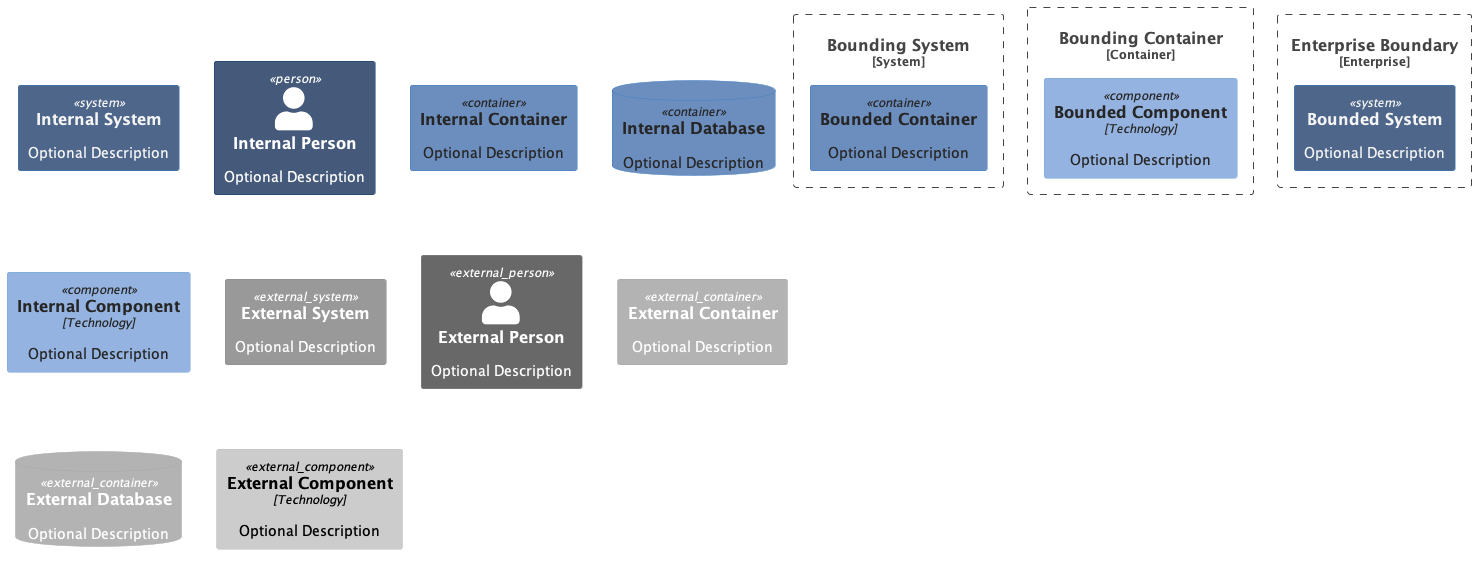 «system»
Internal System
Optional Description
«person»
Internal Person
Optional Description
«container»
Internal Container
Optional Description
«container»
Internal Database
Optional Description
Bounding System
[System]
«container»
Bounded Container
Optional Description
Bounding Container
[Container]
«component»
Bounded Component
[Technology]
Optional Description
Enterprise Boundary
[Enterprise]
«system»
Bounded System
Optional Description
«component»
Internal Component
[Technology]
Optional Description
«external_system»
External System
Optional Description
«external_person»
External Person
Optional Description
«external_container»
External Container
Optional Description
«external_container»
External Database
Optional Description
«external_component»
External Component
[Technology]
Optional Description